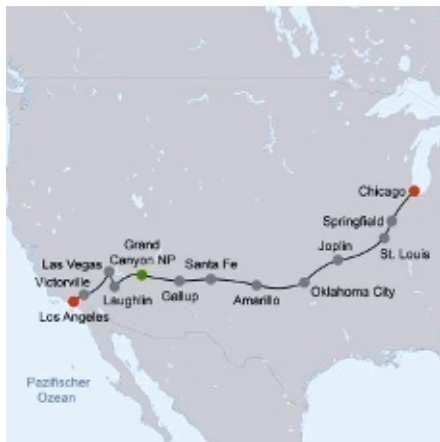 Chicago
Springfield
St. Louis
Joplin
Oklahoma City
Amarillo
Santa Fe
Gallup
Grand
Canyon NP
Laughlin
Las Vegas
Victorville
Los Angeles
Pazifischer
Ozean